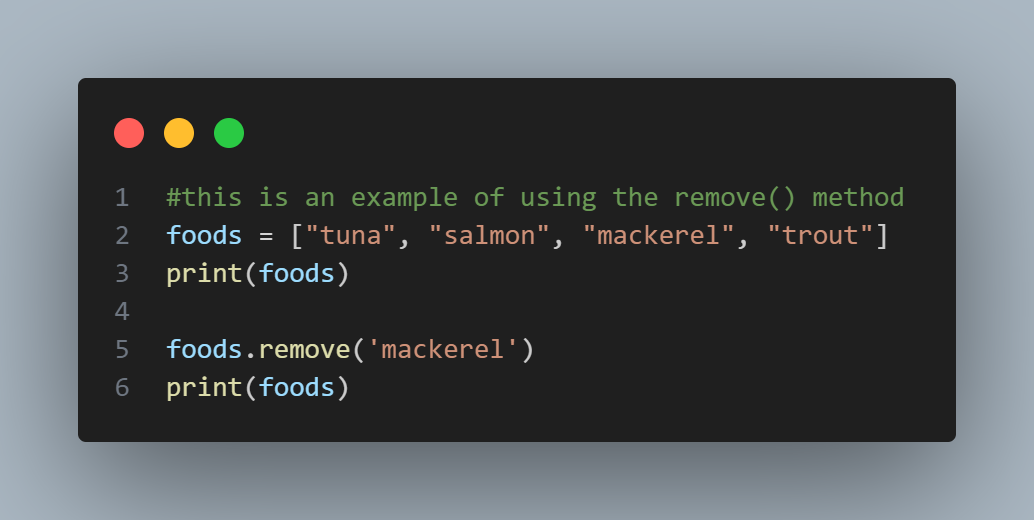 1 #this is an example of using the remove() method
2 foods = ["tuna", "salmon", "mackerel", "trout"]
3 print(foods)
4
5 foods.remove('mackerel')
6 print(foods)